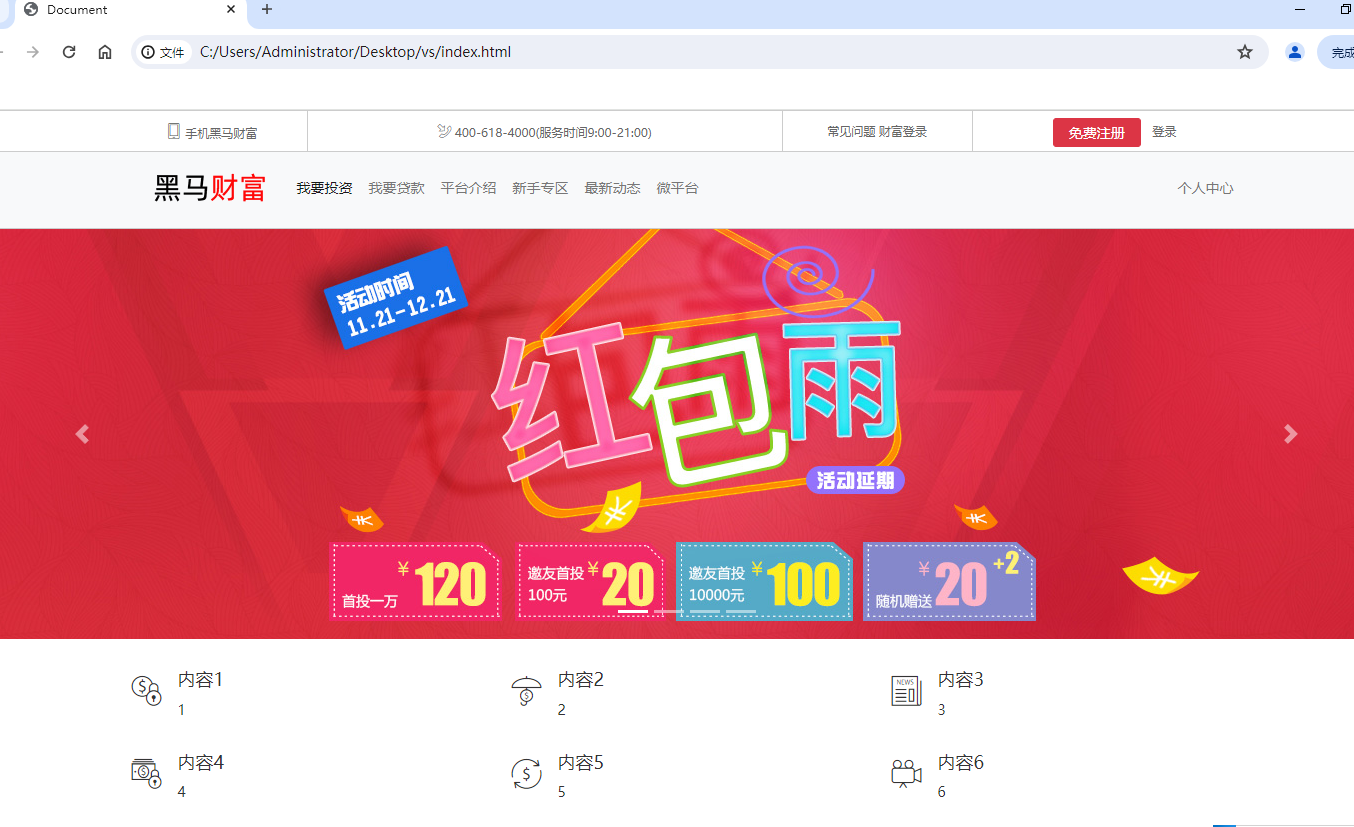 Document
文件 C:/Users/Administrator/Desktop/vs/index.html
完成
手机黑马财富 400-618-4000(服务时间9:00-21:00) 常见问题 财富登录 免费注册 登录
黑马财富 我要投资 我要贷款 平台介绍 新手专区 最新动态 微平台 个人中心
活动时间
11.21-12.21
红包雨
活动延期
首投一万 ¥120
邀友首投
100元 ¥20
邀友首投
10000元 ¥100
随机赠送 ¥20 +2
内容1
1
内容2
2
NEWS
内容3
3
内容4
4
内容5
5
内容6
6